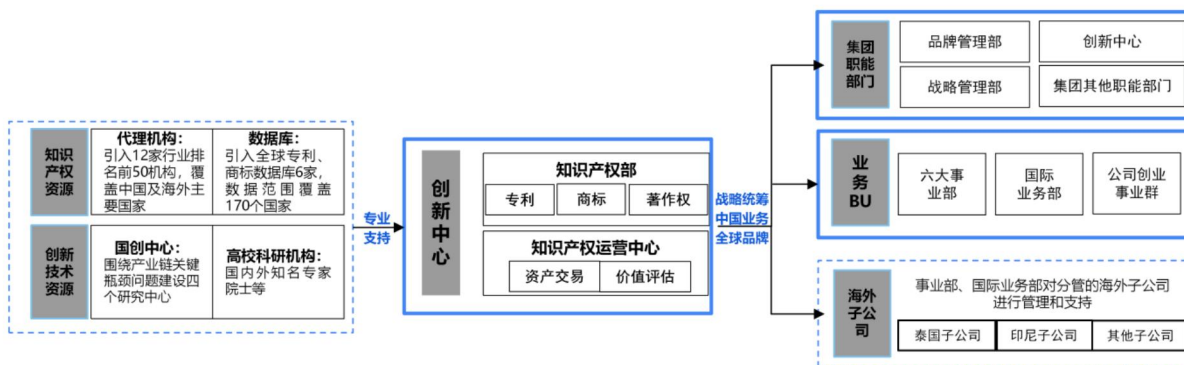 知识
产权
资源
代理机构：
引入12家行业排
名前50机构，覆
盖中国及海外主
要国家
数据库：
引入全球专利、
商标数据库6家，
数据范围覆盖
170个国家
创新
技术
资源
国创中心：
围绕产业链关键
瓶颈问题建设四
个研究中心
高校科研机构：
国内外知名专家
院士等
专业
支持
创新中心
知识产权部
专利
商标
著作权
知识产权运营中心
资产交易
价值评估
战略统筹
中国业务
全球品牌
集团
职能
部门
品牌管理部
创新中心
战略管理部
集团其他职能部门
业
务
BU
六大事
业部
国际
业务部
公司创业
事业群
海外
子公
司
事业部、国际业务部对分管的海外子公司
进行管理和支持
泰国子公司
印尼子公司
其他子公司